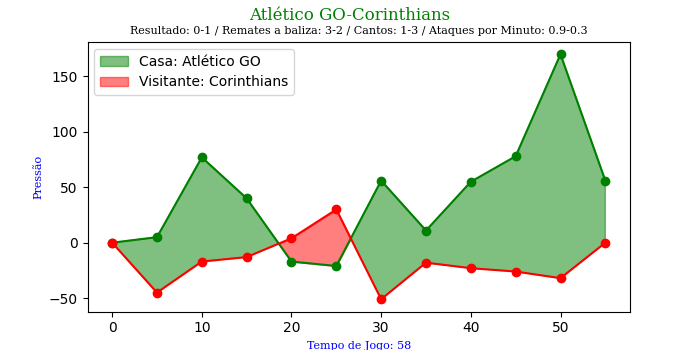 Atlético GO-Corinthians
Resultado: 0-1 / Remates a baliza: 3-2 / Cantos: 1-3 / Ataques por Minuto: 0.9-0.3
Casa: Atlético GO
Visitante: Corinthians
150
100
50
0
−50
Pressão
0 10 20 30 40 50
Tempo de Jogo: 58